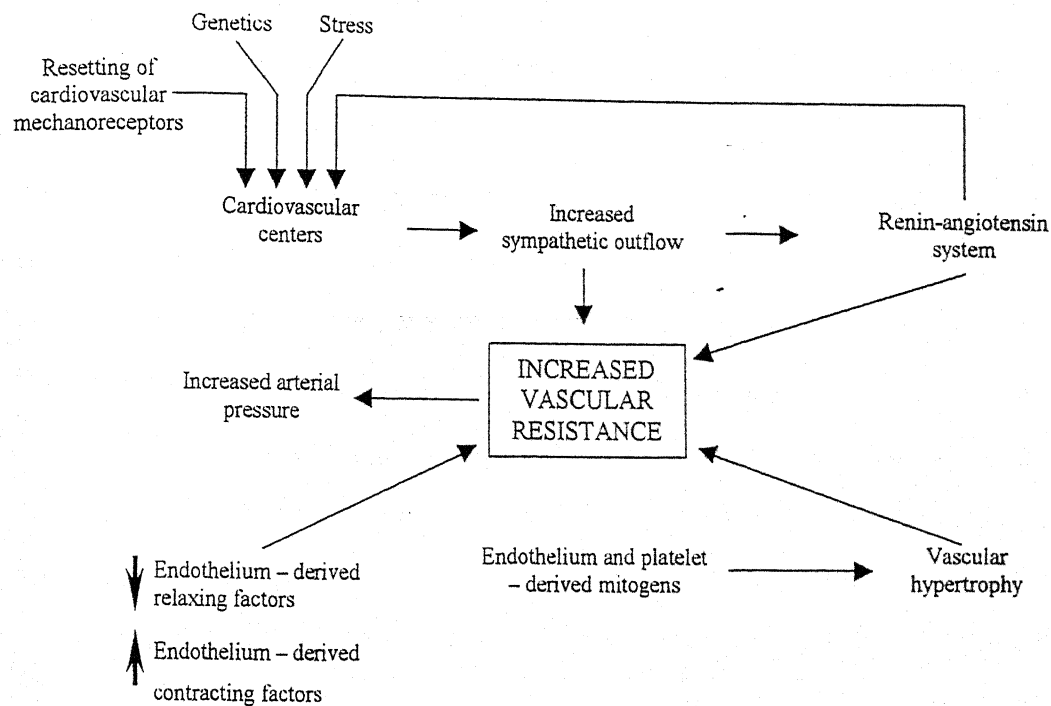 Genetics
Stress
Resetting of
cardiovascular
mechanoreceptors
Cardiovascular
centers
Increased
sympathetic outflow
Renin-angiotensin
system
INCREASED
VASCULAR
RESISTANCE
Increased arterial
pressure
Endothelium – derived
relaxing factors
Endothelium – derived
contracting factors
Endothelium and platelet
– derived mitogens
Vascular
hypertrophy